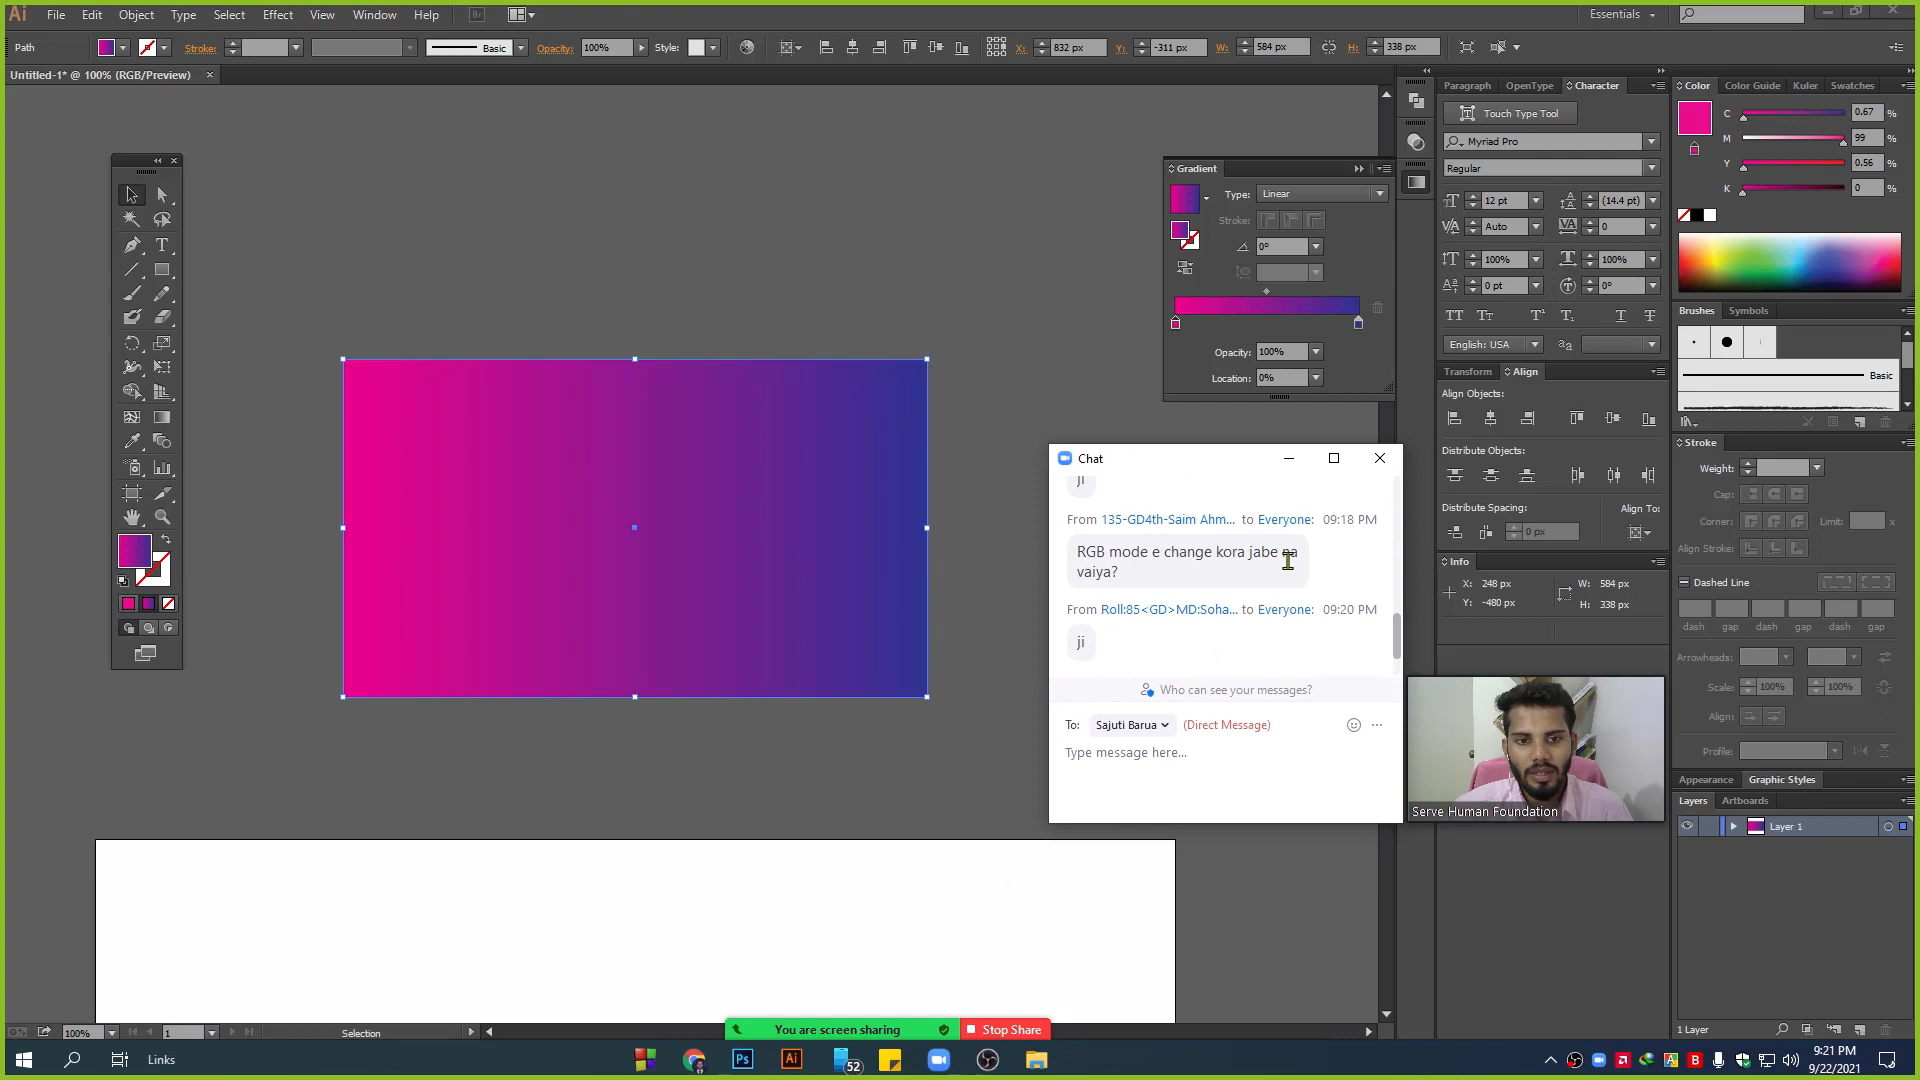 Ai File Edit Object Type Select Effect View Window Help Br Essentials
Path Stroke: Basic Opacity: 100% Style: X: 832 px Y: -311 px W: 584 px H: 338 px
Untitled-1* @ 100% (RGB/Preview)
Gradient
Type: Linear
Stroke:
0°
Opacity: 100%
Location: 0%
Paragraph OpenType Character
Touch Type Tool
Myriad Pro
Regular
12 pt (14.4 pt)
Auto 0
100% 100%
0 pt 0°
English: USA
Transform Align
Align Objects:
Distribute Objects:
Distribute Spacing: Align To:
0 px
Info
X: 248 px W: 584 px
Y: -480 px H: 338 px
Color Color Guide Kuler Swatches
C 0.67 %
M 99 %
Y 0.56 %
K 0 %
Brushes Symbols
Basic
Stroke
Weight:
Cap:
Corner: Limit: x
Align Stroke:
Dashed Line
dash gap dash gap dash gap
Arrowheads:
Scale: 100% 100%
Align:
Profile:
Appearance Graphic Styles
Layers Artboards
Layer 1
1 Layer
Chat
ji
From 135-GD4th-Saim Ahm... to Everyone: 09:18 PM
RGB mode e change kora jabe na
vaiya?
From Roll:85<GD>MD:Soha... to Everyone: 09:20 PM
ji
Who can see your messages?
To: Sajuti Barua (Direct Message)
Type message here...
Serve Human Foundation
100% 1 Selection
You are screen sharing Stop Share
Links Ps Ai 52
9:21 PM
9/22/2021